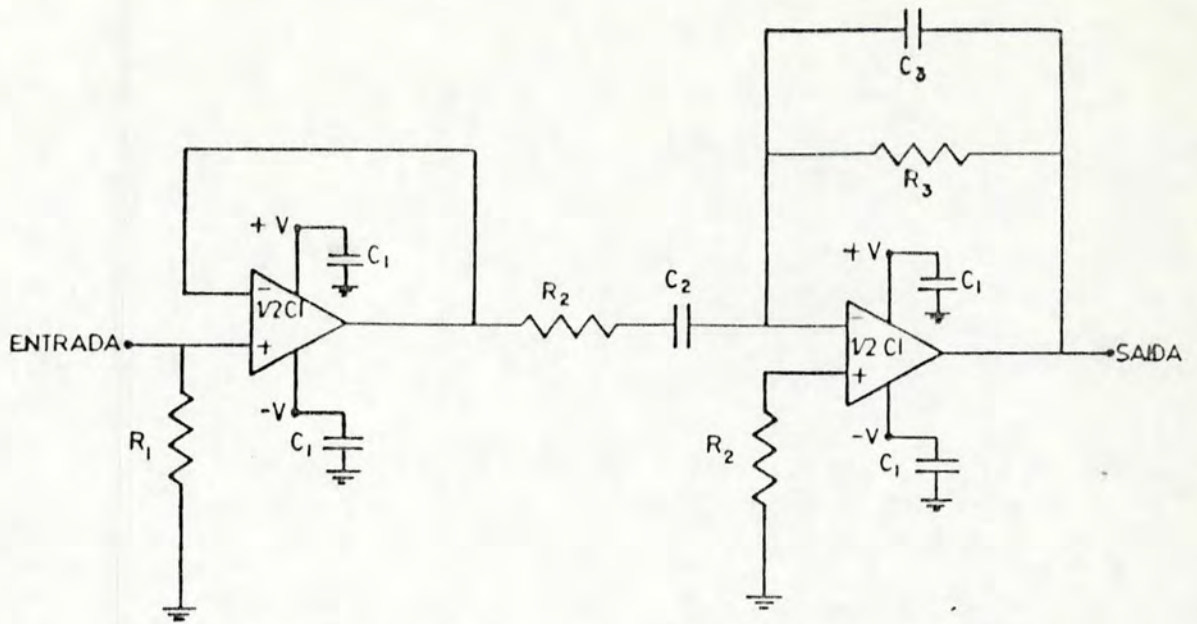 C₃
R₃
+ V
C₁
1/2 CI
−
+
ENTRADA
R₁
-V
C₁
R₂
C₂
+ V
C₁
−
1/2 CI
+
SAIDA
R₂
-V
C₁